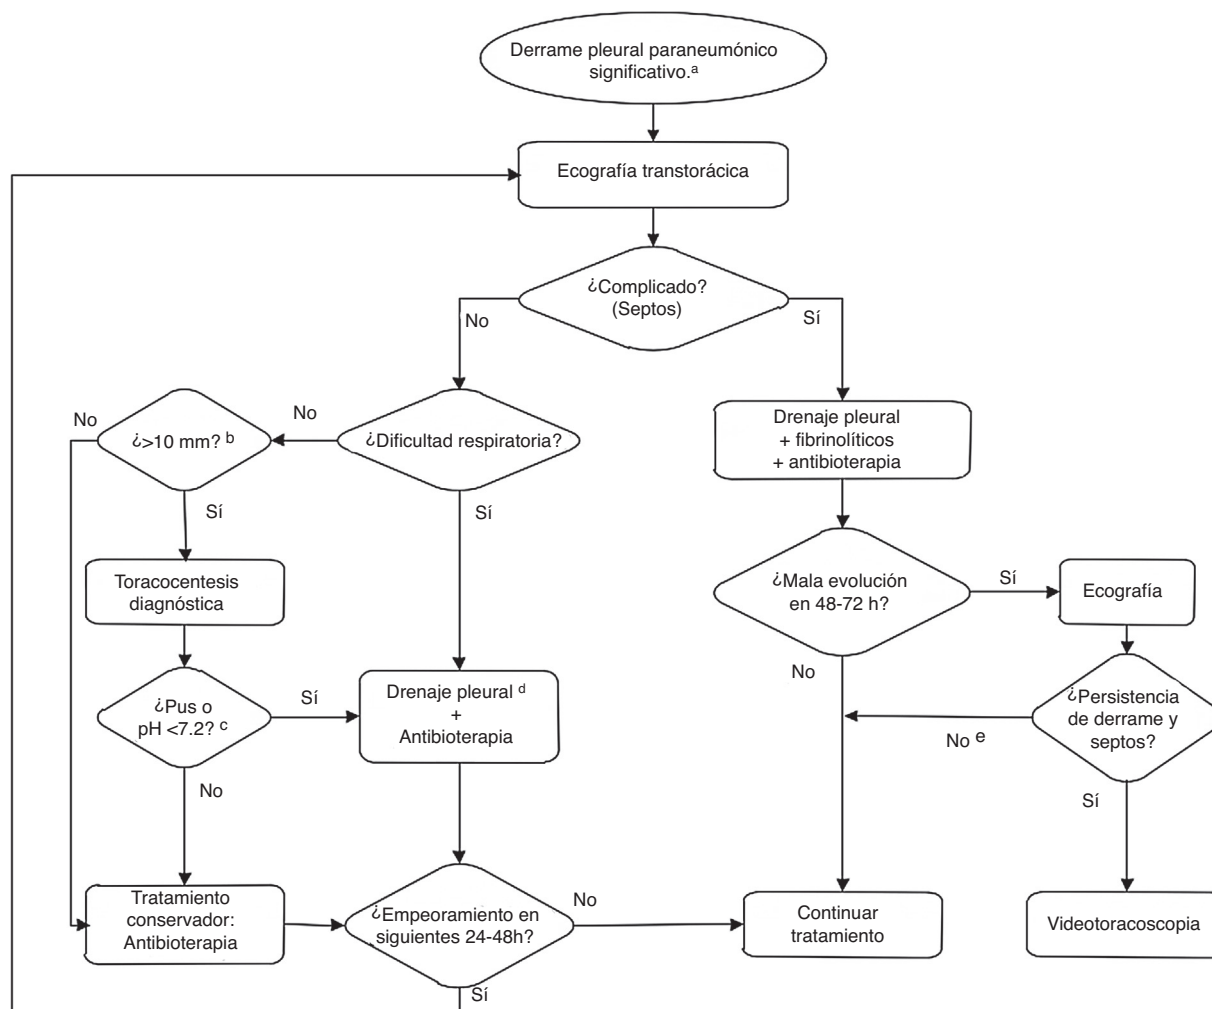 Derrame pleural paraneumónico
significativo.ª
Ecografía transtorácica
¿Complicado?
(Septos)
No
Sí
No
No
¿>10 mm? b
¿Dificultad respiratoria?
Drenaje pleural
+ fibrinolíticos
+ antibioterapia
Sí
Sí
Toracocentesis
diagnóstica
¿Mala evolución
en 48-72 h?
Sí
Ecografía
¿Pus o
pH <7.2? c
Sí
Drenaje pleural d
+
Antibioterapia
No
¿Persistencia
de derrame y
septos?
No e
No
Sí
Tratamiento
conservador:
Antibioterapia
¿Empeoramiento en
siguientes 24-48h?
No
Continuar
tratamiento
Videotoracoscopia
Sí